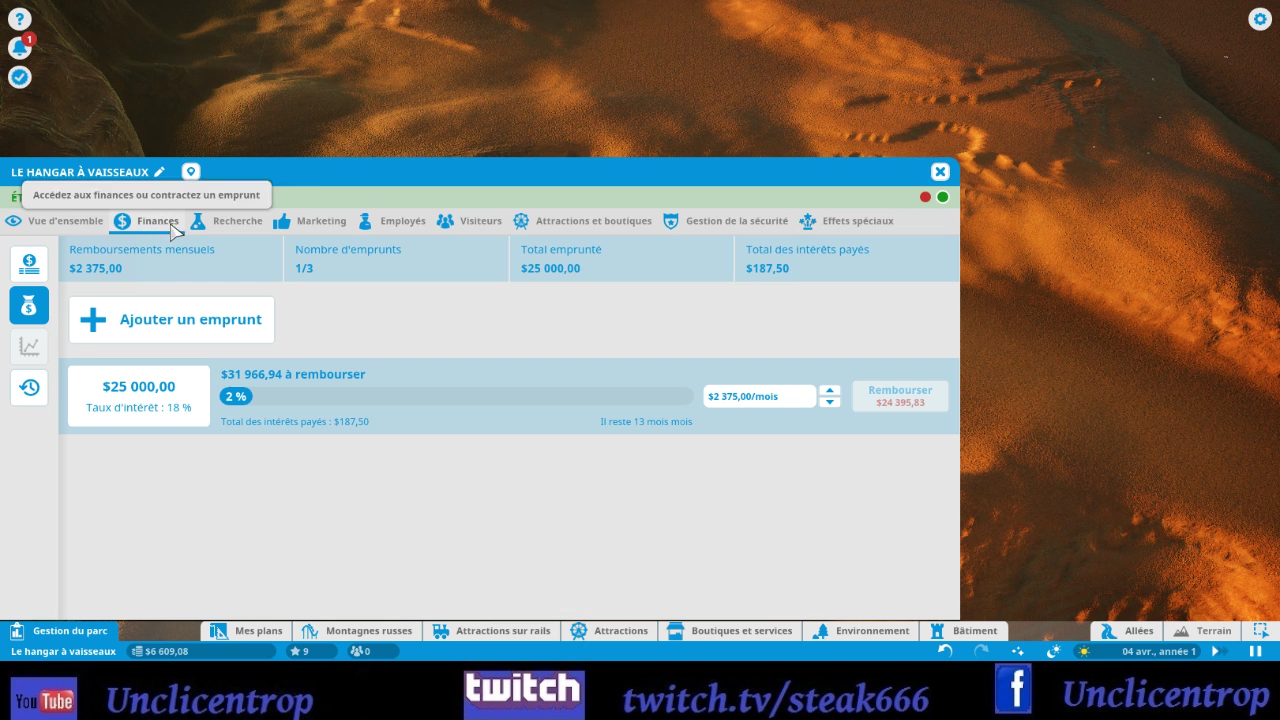 ?
1
LE HANGAR À VAISSEAUX
Accédez aux finances ou contractez un emprunt
Vue d'ensemble
Finances
Recherche
Marketing
Employés
Visiteurs
Attractions et boutiques
Gestion de la sécurité
Effets spéciaux
Remboursements mensuels
$2 375,00
Nombre d'emprunts
1/3
Total emprunté
$25 000,00
Total des intérêts payés
$187,50
Ajouter un emprunt
$25 000,00
Taux d'intérêt : 18 %
$31 966,94 à rembourser
2 %
Total des intérêts payés : $187,50
Il reste 13 mois mois
$2 375,00/mois
Rembourser
$24 395,83
Gestion du parc
Mes plans
Montagnes russes
Attractions sur rails
Attractions
Boutiques et services
Environnement
Bâtiment
Allées
Terrain
Le hangar à vaisseaux
$6 609,08
9
0
04 avr., année 1
YouTube
Unclicentrop
twitch
twitch.tv/steak666
f
Unclicentrop